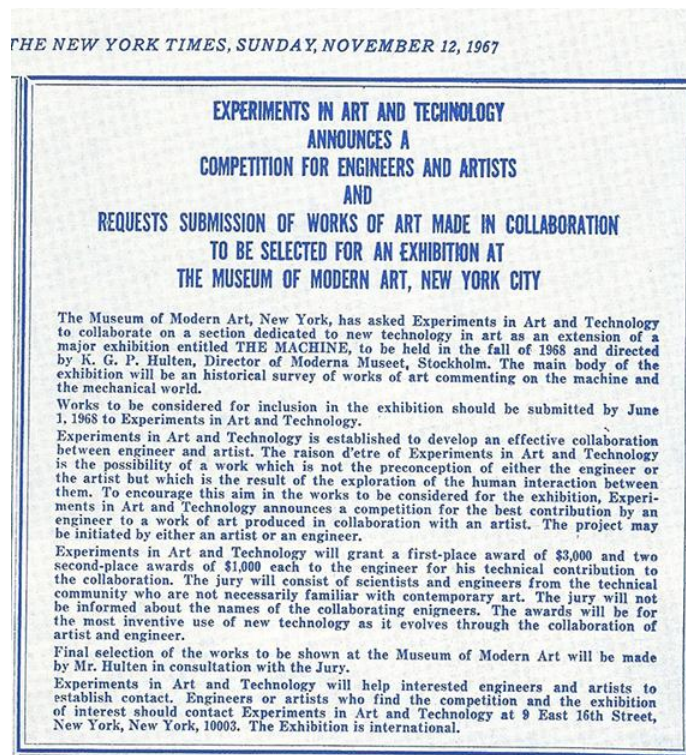 THE NEW YORK TIMES, SUNDAY, NOVEMBER 12, 1967
EXPERIMENTS IN ART AND TECHNOLOGY
ANNOUNCES A
COMPETITION FOR ENGINEERS AND ARTISTS
AND
REQUESTS SUBMISSION OF WORKS OF ART MADE IN COLLABORATION
TO BE SELECTED FOR AN EXHIBITION AT
THE MUSEUM OF MODERN ART, NEW YORK CITY
The Museum of Modern Art, New York, has asked Experiments in Art and Technology
to collaborate on a section dedicated to new technology in art as an extension of a
major exhibition entitled THE MACHINE, to be held in the fall of 1968 and directed
by K. G. P. Hulten, Director of Moderna Museet, Stockholm. The main body of the
exhibition will be an historical survey of works of art commenting on the machine and
the mechanical world.
Works to be considered for inclusion in the exhibition should be submitted by June
1, 1968 to Experiments in Art and Technology.
Experiments in Art and Technology is established to develop an effective collaboration
between engineer and artist. The raison d'etre of Experiments in Art and Technology
is the possibility of a work which is not the preconception of either the engineer or
the artist but which is the result of the exploration of the human interaction between
them. To encourage this aim in the works to be considered for the exhibition, Experi-
ments in Art and Technology announces a competition for the best contribution by an
engineer to a work of art produced in collaboration with an artist. The project may
be initiated by either an artist or an engineer.
Experiments in Art and Technology will grant a first-place award of $3,000 and two
second-place awards of $1,000 each to the engineer for his technical contribution to
the collaboration. The jury will consist of scientists and engineers from the technical
community who are not necessarily familiar with contemporary art. The jury will not
be informed about the names of the collaborating enigneers. The awards will be for
the most inventive use of new technology as it evolves through the collaboration of
artist and engineer.
Final selection of the works to be shown at the Museum of Modern Art will be made
by Mr. Hulten in consultation with the Jury.
Experiments in Art and Technology will help interested engineers and artists to
establish contact. Engineers or artists who find the competition and the exhibition
of interest should contact Experiments in Art and Technology at 9 East 16th Street,
New York, New York, 10003. The Exhibition is international.